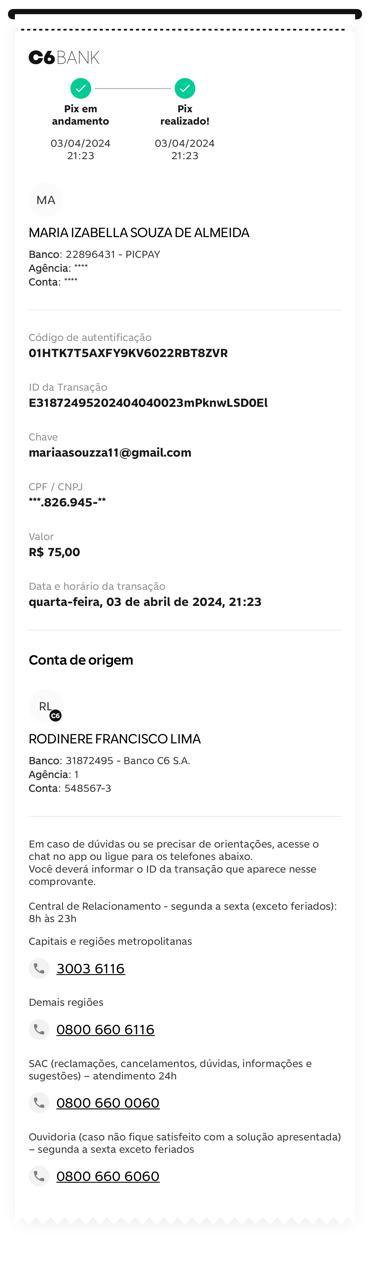 C6BANK
Pix em
andamento
03/04/2024
21:23
Pix
realizado!
03/04/2024
21:23
MA
MARIA IZABELLA SOUZA DE ALMEIDA
Banco: 22896431 - PICPAY
Agência: ****
Conta: ****
Código de autentificação
01HTK7T5AXFY9KV6022RBT8ZVR
ID da Transação
E31872495202404040023mPknwLSD0El
Chave
mariaasouzza11@gmail.com
CPF / CNPJ
***.826.945-**
Valor
R$ 75,00
Data e horário da transação
quarta-feira, 03 de abril de 2024, 21:23
Conta de origem
RL
C6
RODINERE FRANCISCO LIMA
Banco: 31872495 - Banco C6 S.A.
Agência: 1
Conta: 548567-3
Em caso de dúvidas ou se precisar de orientações, acesse o
chat no app ou ligue para os telefones abaixo.
Você deverá informar o ID da transação que aparece nesse
comprovante.
Central de Relacionamento - segunda a sexta (exceto feriados):
8h às 23h
Capitais e regiões metropolitanas
3003 6116
Demais regiões
0800 660 6116
SAC (reclamações, cancelamentos, dúvidas, informações e
sugestões) – atendimento 24h
0800 660 0060
Ouvidoria (caso não fique satisfeito com a solução apresentada)
– segunda a sexta exceto feriados
0800 660 6060